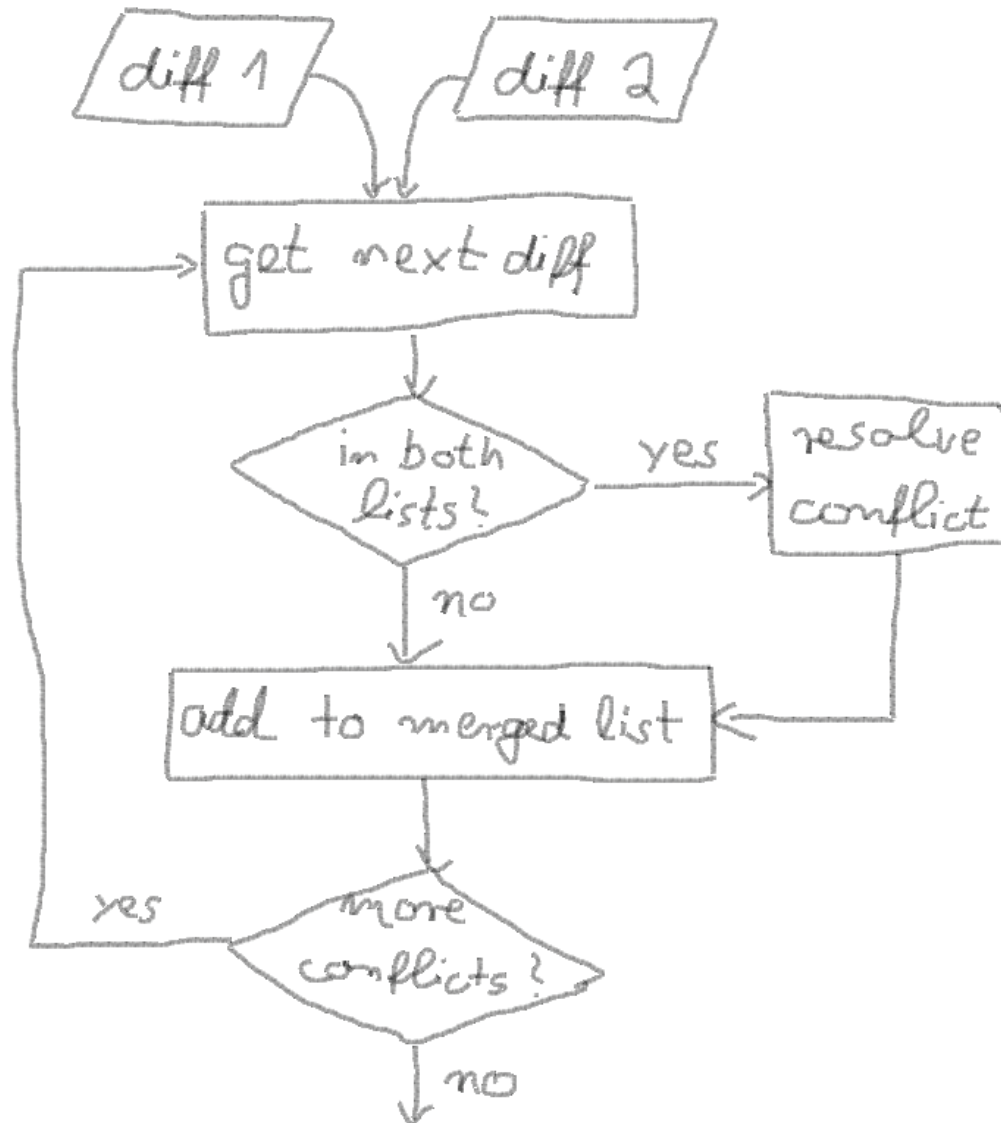 diff 1
diff 2
get next diff
in both
lists?
yes
resolve
conflict
no
add to merged list
yes
more
conflicts?
no